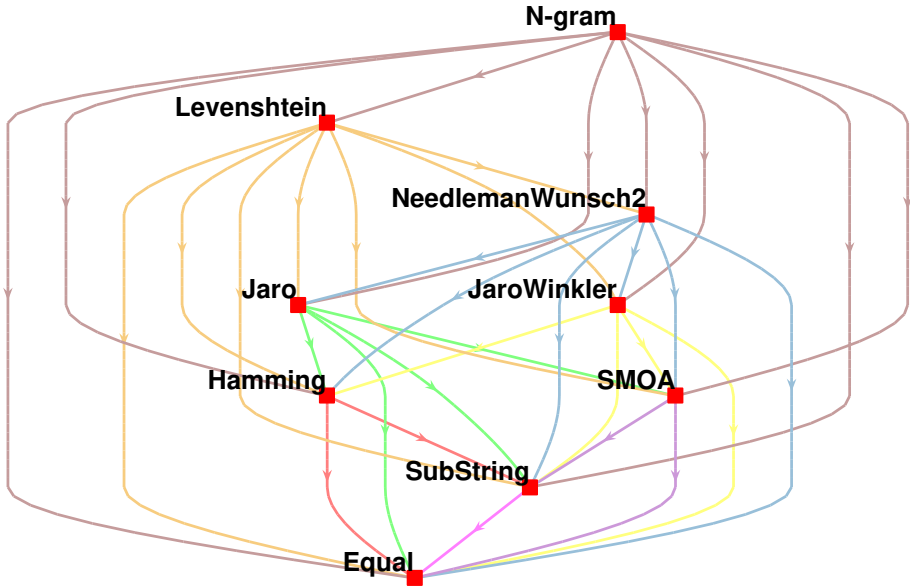 N-gram
Levenshtein
NeedlemanWunsch2
Jaro
JaroWinkler
Hamming
SMOA
SubString
Equal